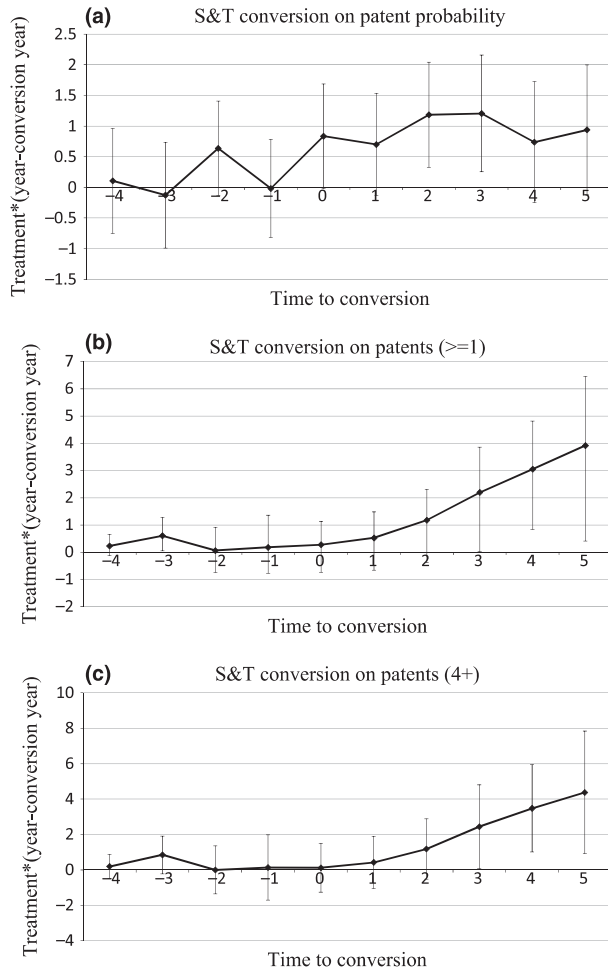 (a) S&T conversion on patent probability
Treatment*(year-conversion year)
2.5
2
1.5
1
0.5
0
–0.5
–1
–1.5
–4 –3 –2 –1 0 1 2 3 4 5
Time to conversion
(b) S&T conversion on patents (>=1)
Treatment*(year-conversion year)
7
6
5
4
3
2
1
0
–1
–2
–4 –3 –2 –1 0 1 2 3 4 5
Time to conversion
(c) S&T conversion on patents (4+)
Treatment*(year-conversion year)
10
8
6
4
2
0
–2
–4
–4 –3 –2 –1 0 1 2 3 4 5
Time to conversion